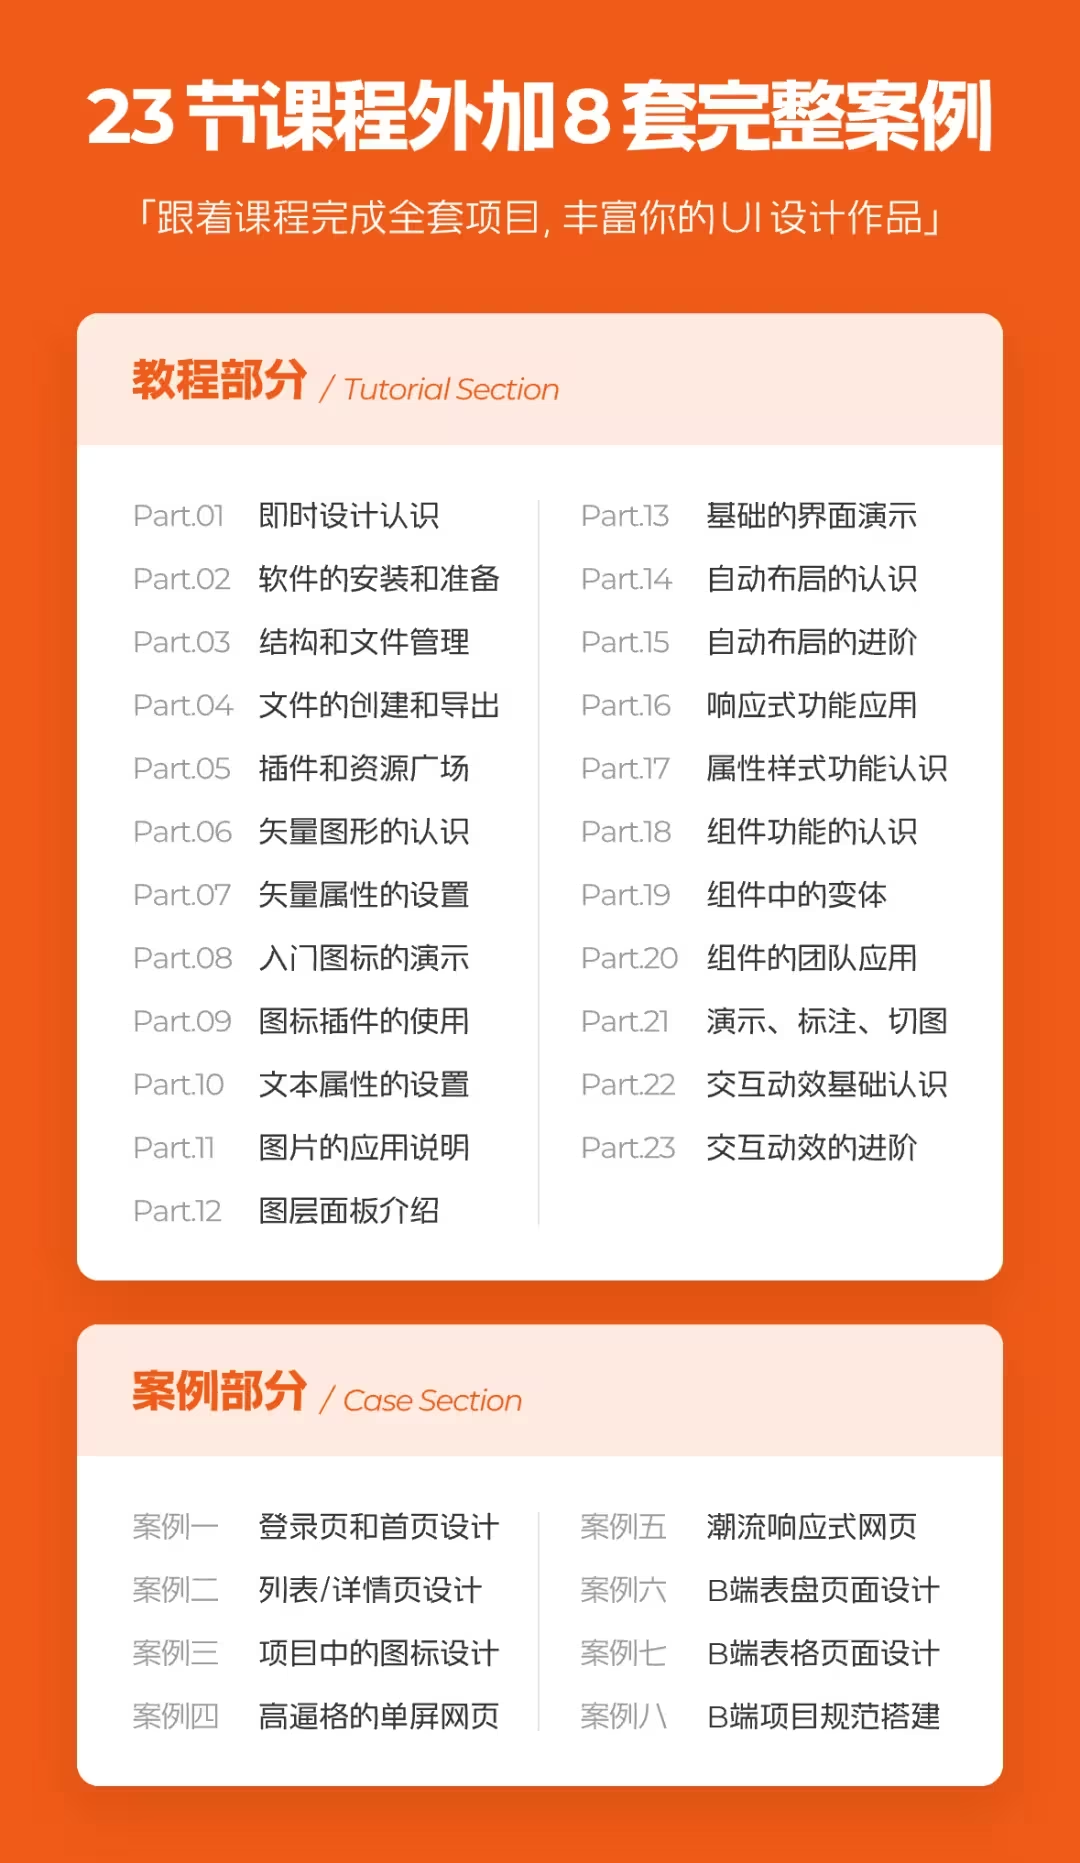 23节课程外加8套完整案例
「跟着课程完成全套项目, 丰富你的UI设计作品」
教程部分 / Tutorial Section
Part.01 即时设计认识
Part.02 软件的安装和准备
Part.03 结构和文件管理
Part.04 文件的创建和导出
Part.05 插件和资源广场
Part.06 矢量图形的认识
Part.07 矢量属性的设置
Part.08 入门图标的演示
Part.09 图标插件的使用
Part.10 文本属性的设置
Part.11 图片的应用说明
Part.12 图层面板介绍
Part.13 基础的界面演示
Part.14 自动布局的认识
Part.15 自动布局的进阶
Part.16 响应式功能应用
Part.17 属性样式功能认识
Part.18 组件功能的认识
Part.19 组件中的变体
Part.20 组件的团队应用
Part.21 演示、标注、切图
Part.22 交互动效基础认识
Part.23 交互动效的进阶
案例部分 / Case Section
案例一 登录页和首页设计
案例二 列表/详情页设计
案例三 项目中的图标设计
案例四 高逼格的单屏网页
案例五 潮流响应式网页
案例六 B端表盘页面设计
案例七 B端表格页面设计
案例八 B端项目规范搭建